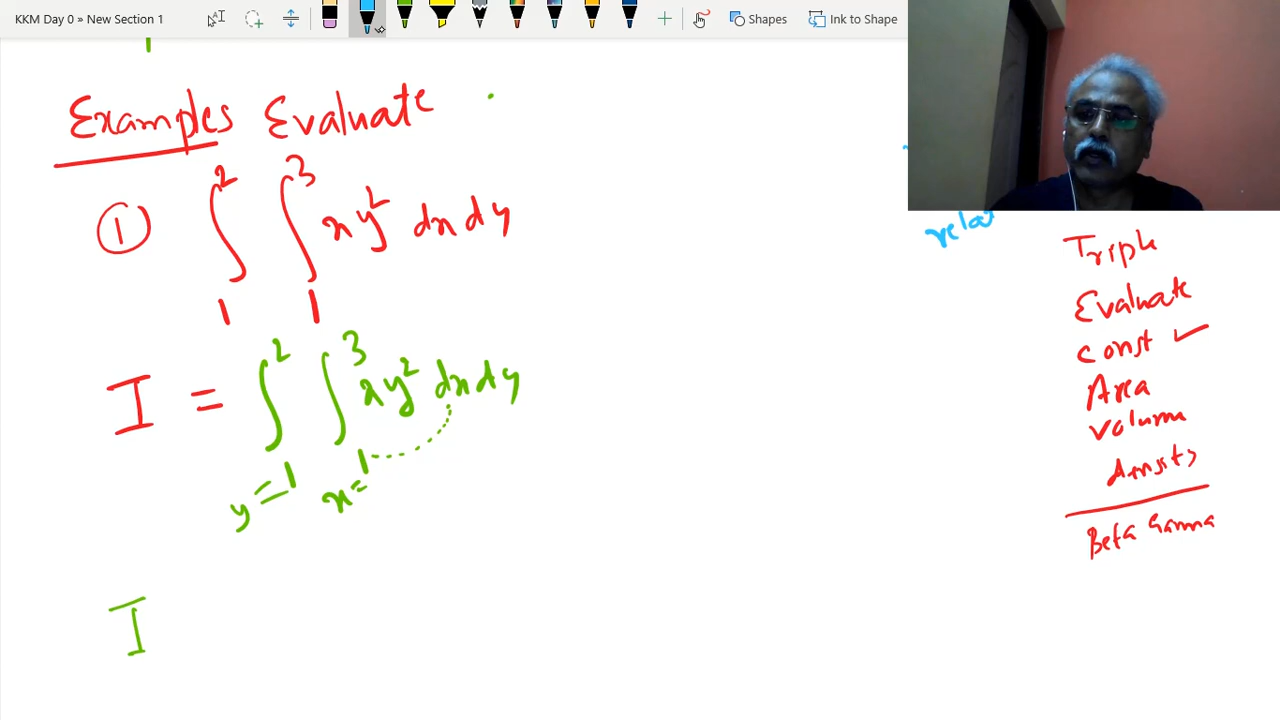 KKM Day 0 » New Section 1
Shapes
Ink to Shape
Examples Evaluate
① ∫₁² ∫₁³ xy² dx dy
I = ∫_{y=1}^{2} ∫_{x=1}^{3} xy² dx dy
I
Triple
Evaluate
Const ✓
Area
Volume
Beta Gamma